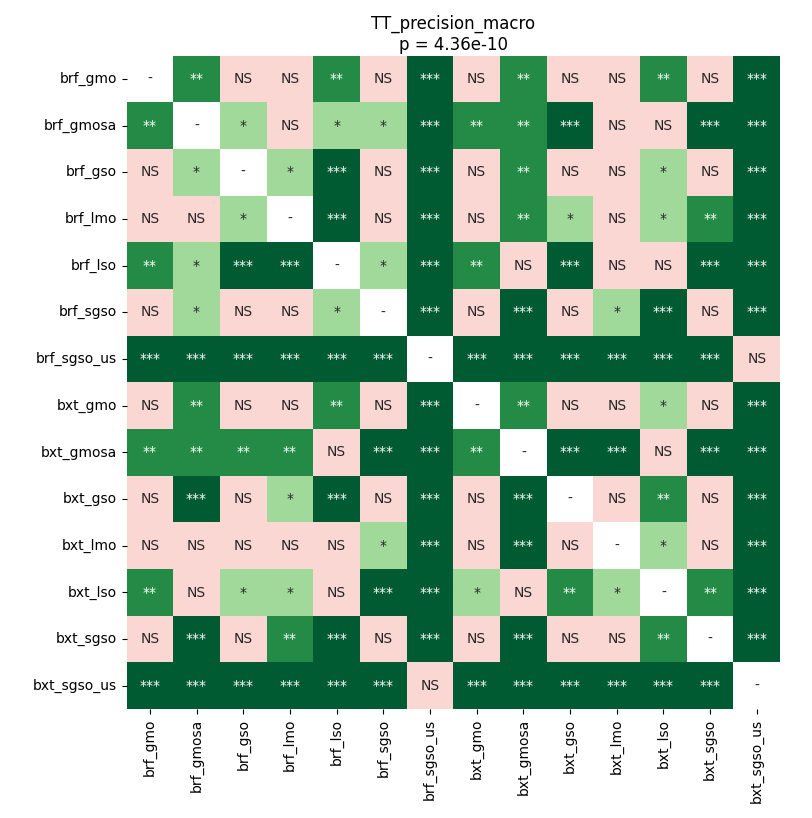 TT_precision_macro
p = 4.36e-10
brf_gmo - ** NS NS ** NS *** NS ** NS NS ** NS ***
brf_gmosa ** - * NS * * *** ** ** *** NS NS *** ***
brf_gso NS * - * *** NS *** NS ** NS NS * NS ***
brf_lmo NS NS * - *** NS *** NS ** * NS * ** ***
brf_lso ** * *** *** - * *** ** NS *** NS NS *** ***
brf_sgso NS * NS NS * - *** NS *** NS * *** NS ***
brf_sgso_us *** *** *** *** *** *** - *** *** *** *** *** *** NS
bxt_gmo NS ** NS NS ** NS *** - ** NS NS * NS ***
bxt_gmosa ** ** ** ** NS *** *** ** - *** *** NS *** ***
bxt_gso NS *** NS * *** NS *** NS *** - NS ** NS ***
bxt_lmo NS NS NS NS NS * *** NS *** NS - * NS ***
bxt_lso ** NS * * NS *** *** * NS ** * - ** ***
bxt_sgso NS *** NS ** *** NS *** NS *** NS NS ** - ***
bxt_sgso_us *** *** *** *** *** *** NS *** *** *** *** *** *** -
brf_gmo brf_gmosa brf_gso brf_lmo brf_lso brf_sgso brf_sgso_us bxt_gmo bxt_gmosa bxt_gso bxt_lmo bxt_lso bxt_sgso bxt_sgso_us